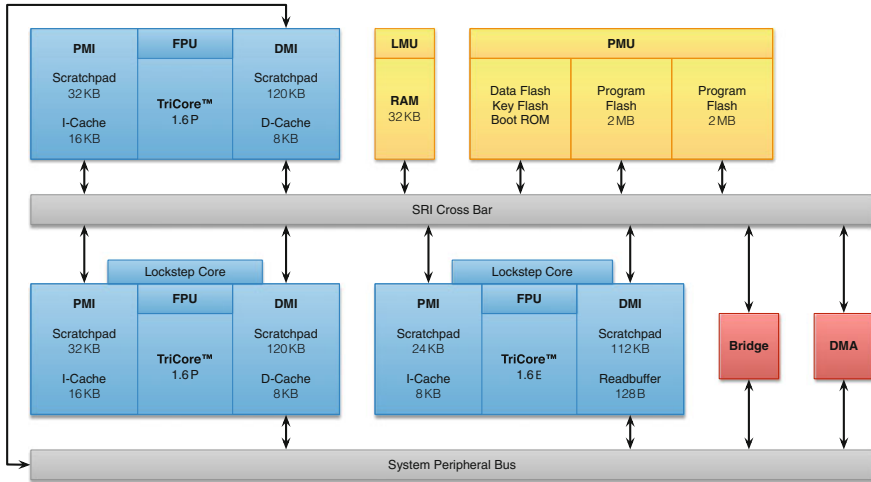 PMI
Scratchpad
32 KB
I-Cache
16 KB
FPU
TriCore™
1.6 P
DMI
Scratchpad
120 KB
D-Cache
8 KB
LMU
RAM
32 KB
PMU
Data Flash
Key Flash
Boot ROM
Program
Flash
2 MB
Program
Flash
2 MB
SRI Cross Bar
Lockstep Core
PMI
Scratchpad
32 KB
I-Cache
16 KB
FPU
TriCore™
1.6 P
DMI
Scratchpad
120 KB
D-Cache
8 KB
Lockstep Core
PMI
Scratchpad
24 KB
I-Cache
8 KB
FPU
TriCore™
1.6 E
DMI
Scratchpad
112 KB
Readbuffer
128 B
Bridge
DMA
System Peripheral Bus